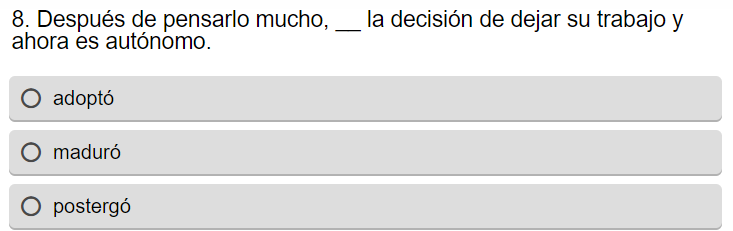 8. Después de pensarlo mucho, __ la decisión de dejar su trabajo y
ahora es autónomo.
adoptó
maduró
postergó